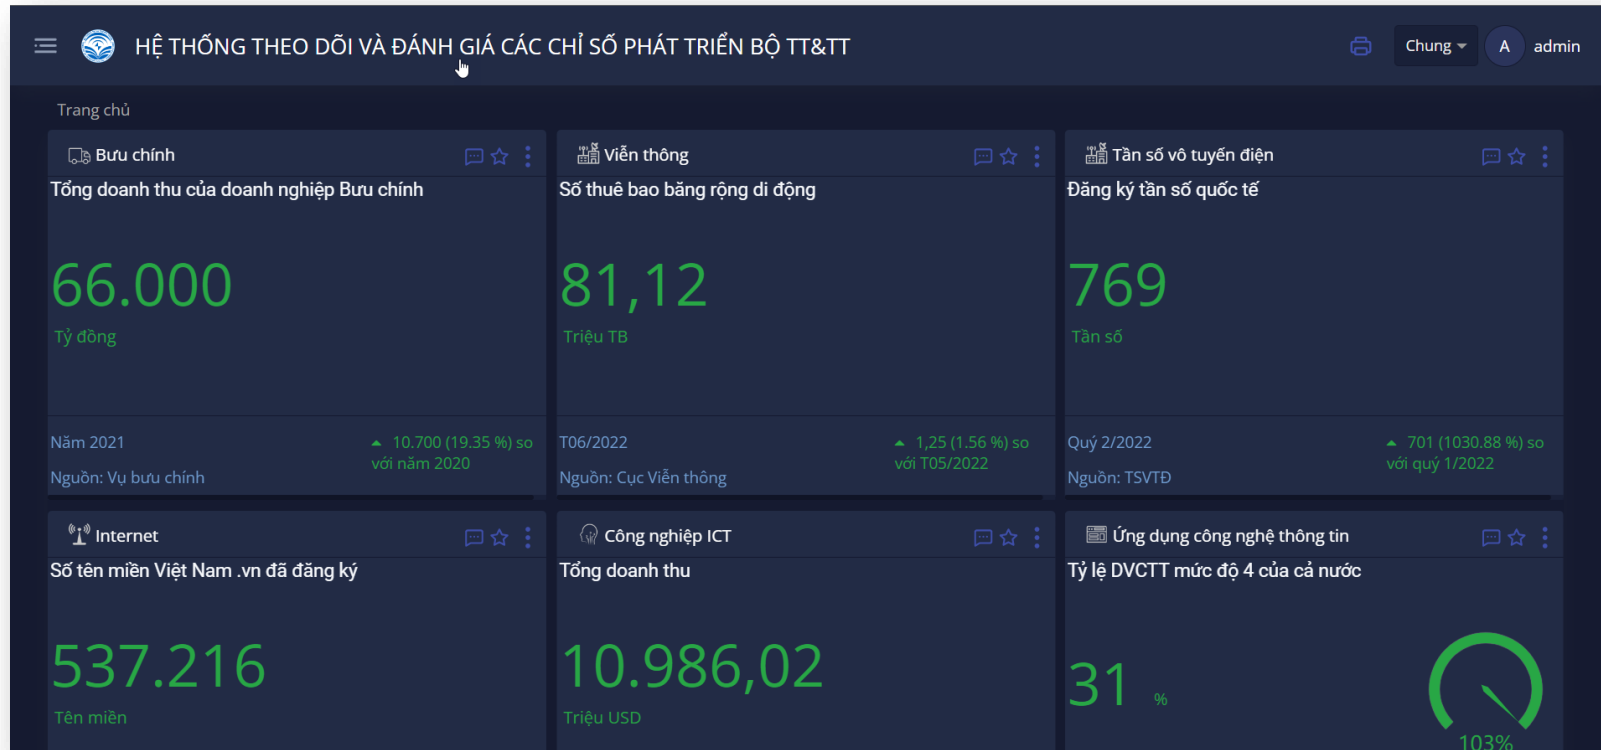 HỆ THỐNG THEO DÕI VÀ ĐÁNH GIÁ CÁC CHỈ SỐ PHÁT TRIỂN BỘ TT&TT
Chung
A
admin
Trang chủ
Bưu chính
Tổng doanh thu của doanh nghiệp Bưu chính
66.000
Tỷ đồng
Năm 2021
10.700 (19.35 %) so
với năm 2020
Nguồn: Vụ bưu chính
Viễn thông
Số thuê bao băng rộng di động
81,12
Triệu TB
T06/2022
1,25 (1.56 %) so
với T05/2022
Nguồn: Cục Viễn thông
Tần số vô tuyến điện
Đăng ký tần số quốc tế
769
Tần số
Quý 2/2022
701 (1030.88 %) so
với quý 1/2022
Nguồn: TSVTĐ
Internet
Số tên miền Việt Nam .vn đã đăng ký
537.216
Tên miền
Công nghiệp ICT
Tổng doanh thu
10.986,02
Triệu USD
Ứng dụng công nghệ thông tin
Tỷ lệ DVCTT mức độ 4 của cả nước
31 %
103%